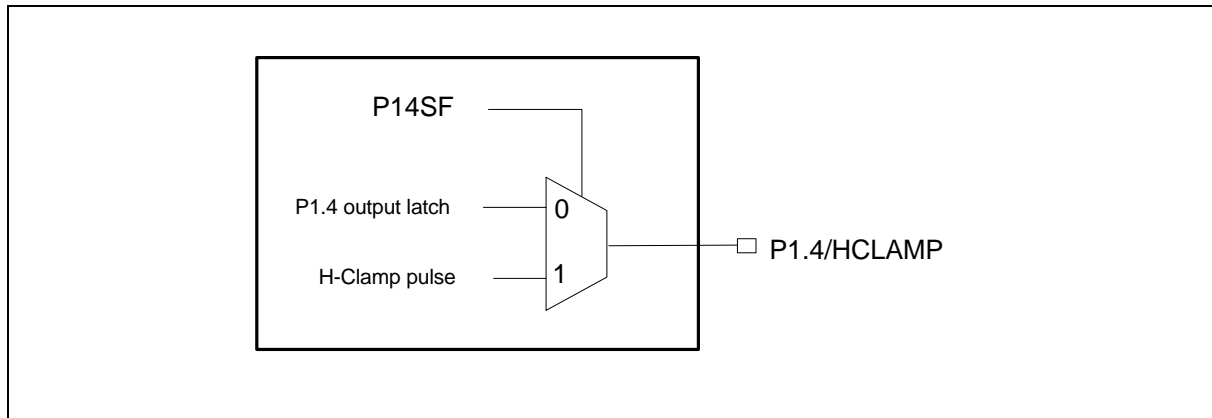 P14SF
P1.4 output latch
0
H-Clamp pulse
1
P1.4/HCLAMP